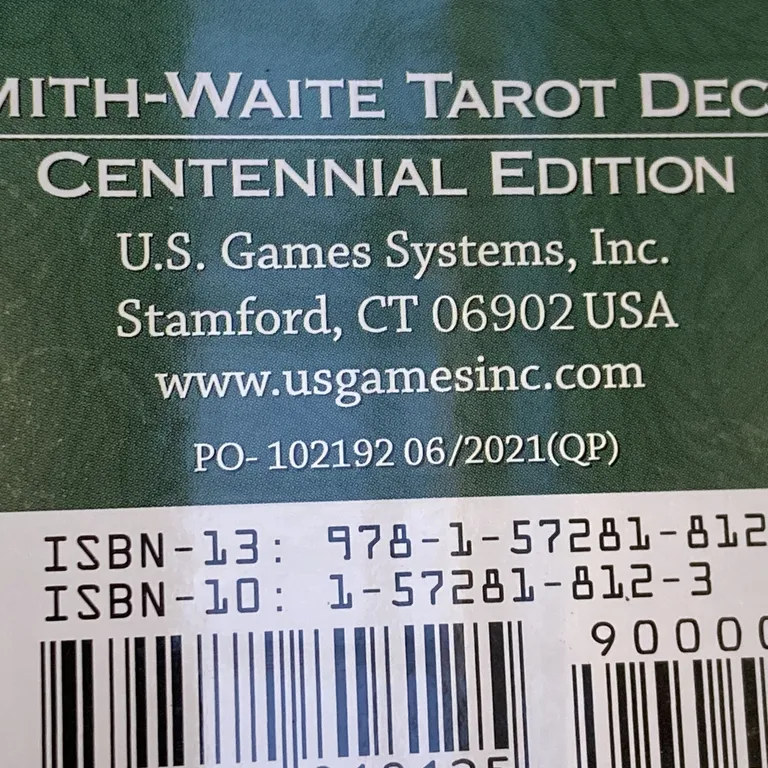 MITH-WAITE TAROT DEC
CENTENNIAL EDITION
U.S. Games Systems, Inc.
Stamford, CT 06902 USA
www.usgamesinc.com
PO- 102192 06/2021(QP)
ISBN-13: 978-1-57281-812
ISBN-10: 1-57281-812-3
9000